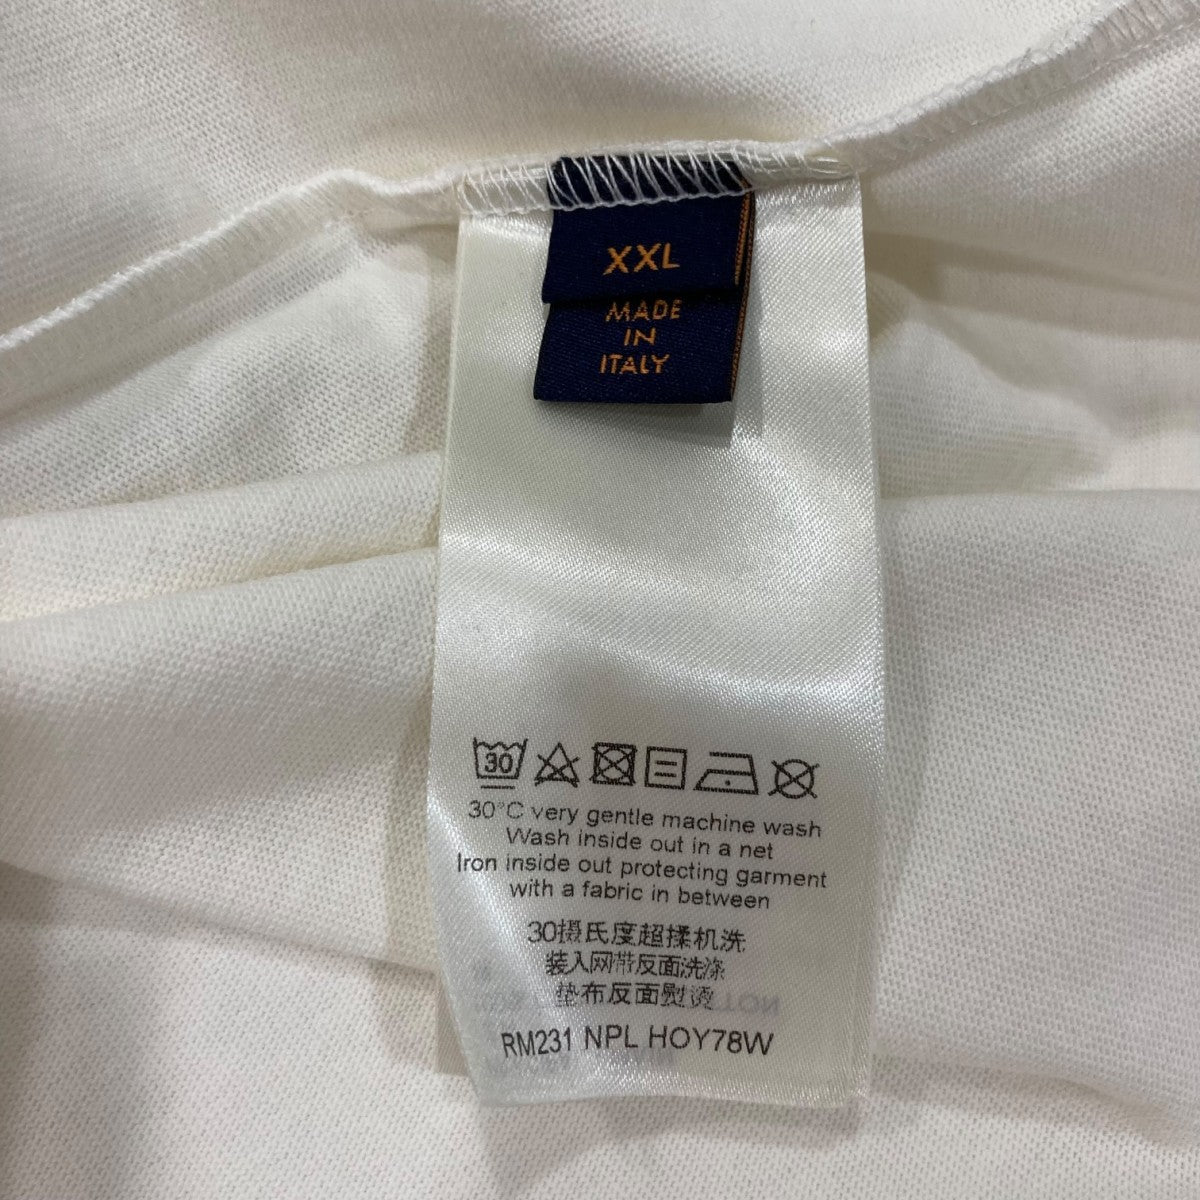 XXL
MADE
IN
ITALY
30
30°C very gentle machine wash
Wash inside out in a net
Iron inside out protecting garment
with a fabric in between
30摄氏度超揉机洗
装入网带反面洗涤
垫布反面熨烫
RM231 NPL HOY78W